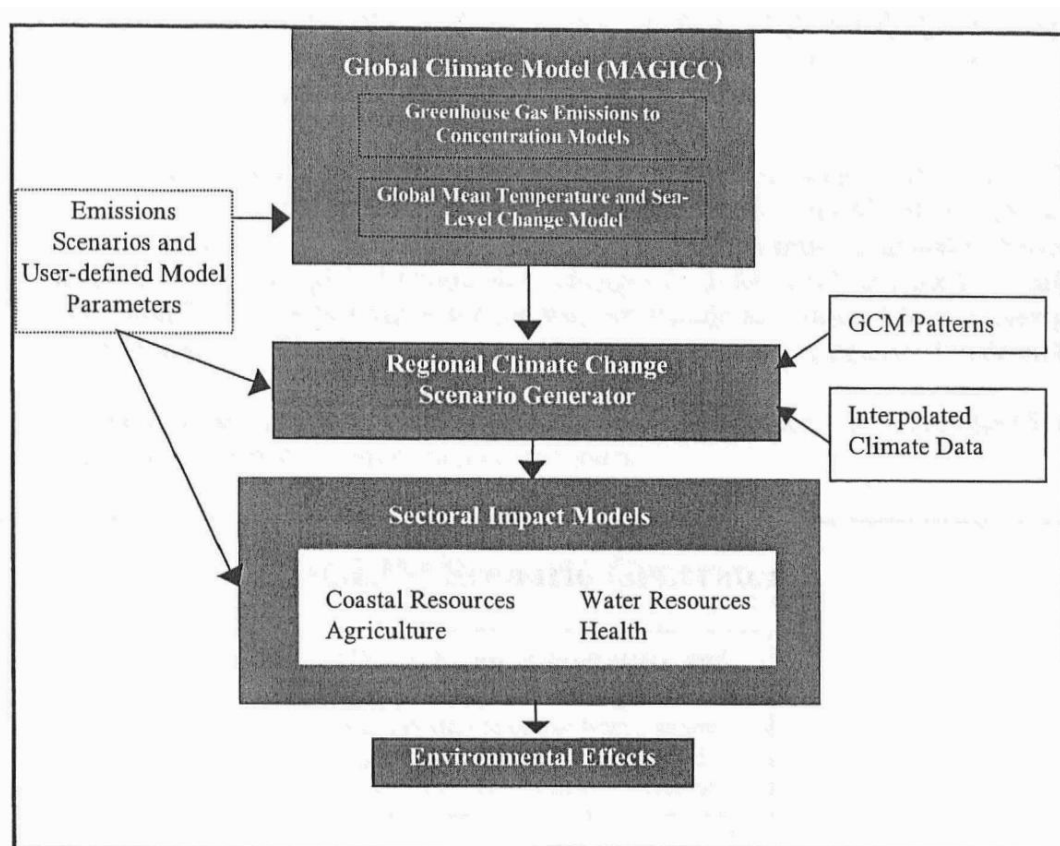 Global Climate Model (MAGICC)
Greenhouse Gas Emissions to
Concentration Models
Global Mean Temperature and Sea-
Level Change Model
Emissions
Scenarios and
User-defined Model
Parameters
GCM Patterns
Regional Climate Change
Scenario Generator
Interpolated
Climate Data
Sectoral Impact Models
Coastal Resources
Water Resources
Agriculture
Health
Environmental Effects